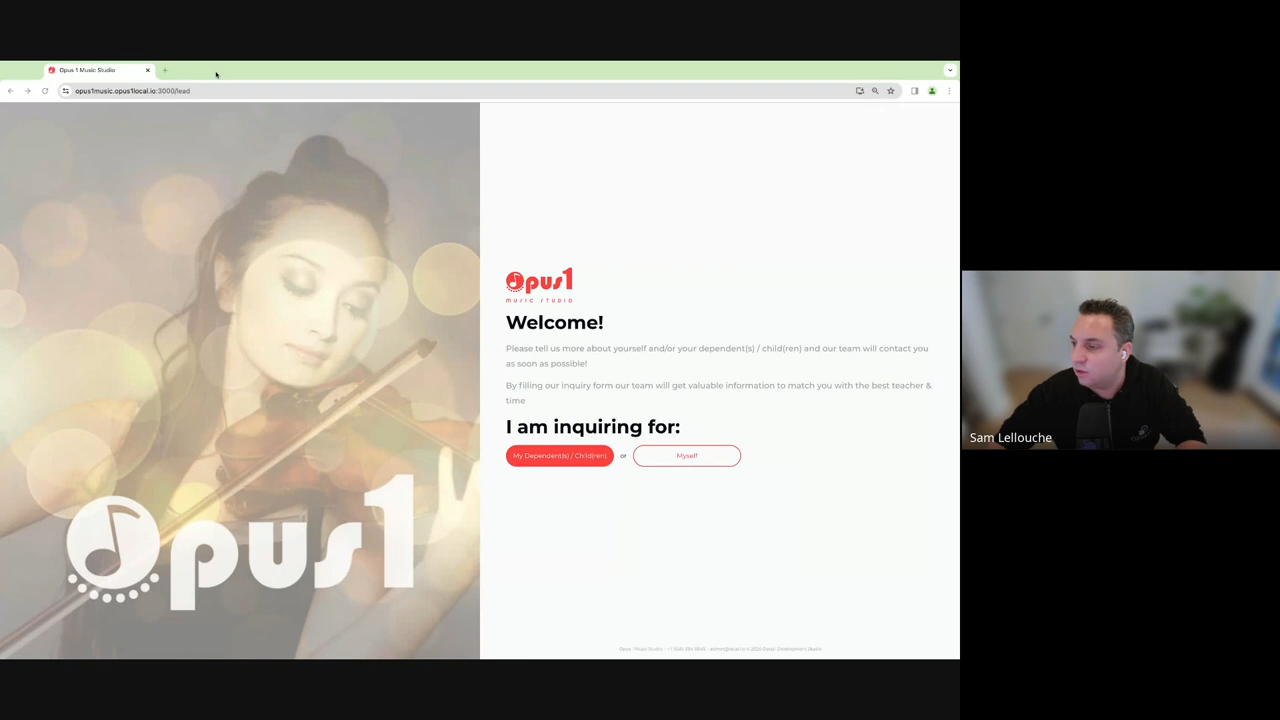 Opus 1 Music Studio
opus1music.opus1local.io:3000/lead
Opus1
MUSIC STUDIO
Welcome!
Please tell us more about yourself and/or your dependent(s) / child(ren) and our team will contact you
as soon as possible!
By filling our inquiry form our team will get valuable information to match you with the best teacher &
time
I am inquiring for:
My Dependent(s) / Child(ren) or Myself
Opus1
Sam Lellouche